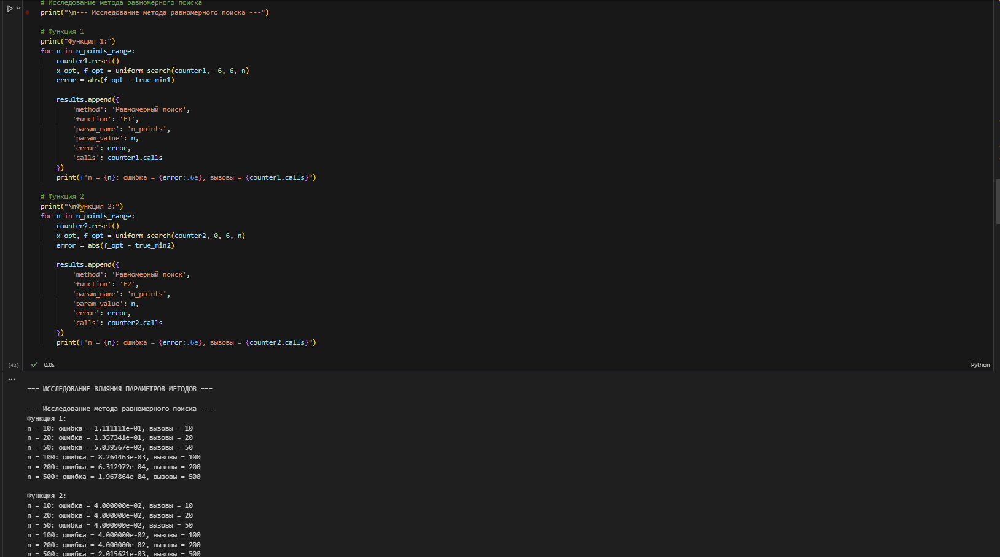 # Исследование метода равномерного поиска
print("\n--- Исследование метода равномерного поиска ---")
# Функция 1
print("Функция 1:")
for n in n_points_range:
    counter1.reset()
    x_opt, f_opt = uniform_search(counter1, -6, 6, n)
    error = abs(f_opt - true_min1)
    results.append({
        'method': 'Равномерный поиск',
        'function': 'F1',
        'param_name': 'n_points',
        'param_value': n,
        'error': error,
        'calls': counter1.calls
    })
    print(f"n = {n}: ошибка = {error:.6e}, вызовы = {counter1.calls}")
# Функция 2
print("\nФункция 2:")
for n in n_points_range:
    counter2.reset()
    x_opt, f_opt = uniform_search(counter2, 0, 6, n)
    error = abs(f_opt - true_min2)
    results.append({
        'method': 'Равномерный поиск',
        'function': 'F2',
        'param_name': 'n_points',
        'param_value': n,
        'error': error,
        'calls': counter2.calls
    })
    print(f"n = {n}: ошибка = {error:.6e}, вызовы = {counter2.calls}")
[42] 0.0s Python
...
=== ИССЛЕДОВАНИЕ ВЛИЯНИЯ ПАРАМЕТРОВ МЕТОДОВ ===
--- Исследование метода равномерного поиска ---
Функция 1:
n = 10: ошибка = 1.111111e-01, вызовы = 10
n = 20: ошибка = 1.357341e-01, вызовы = 20
n = 50: ошибка = 5.039567e-02, вызовы = 50
n = 100: ошибка = 8.264463e-03, вызовы = 100
n = 200: ошибка = 6.312972e-04, вызовы = 200
n = 500: ошибка = 1.967864e-04, вызовы = 500
Функция 2:
n = 10: ошибка = 4.000000e-02, вызовы = 10
n = 20: ошибка = 4.000000e-02, вызовы = 20
n = 50: ошибка = 4.000000e-02, вызовы = 50
n = 100: ошибка = 4.000000e-02, вызовы = 100
n = 200: ошибка = 4.000000e-02, вызовы = 200
n = 500: ошибка = 2.015621e-03, вызовы = 500